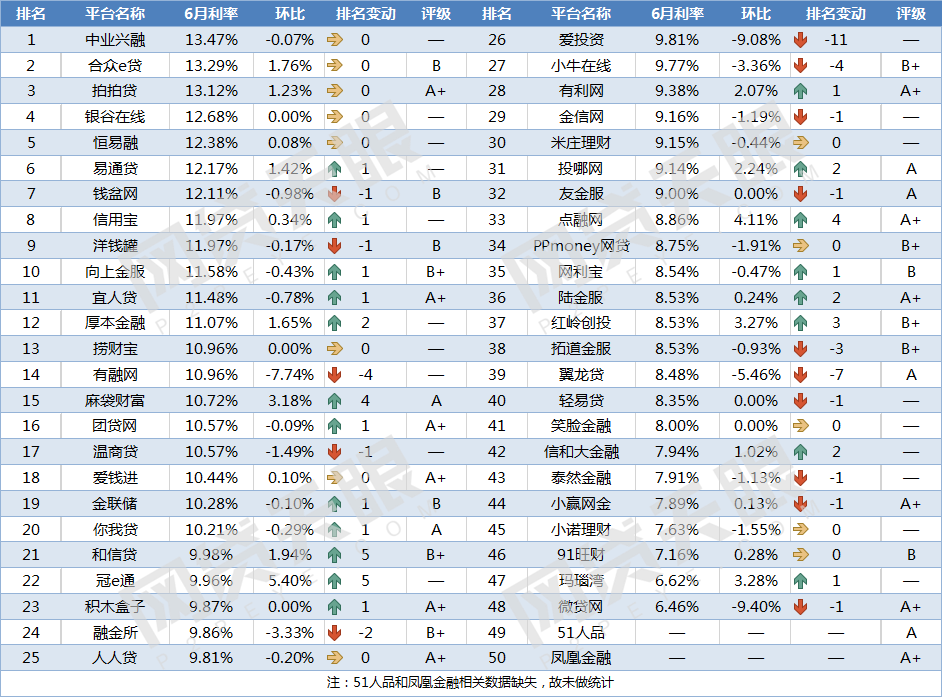 排名 平台名称 6月利率 环比 排名变动 评级 排名 平台名称 6月利率 环比 排名变动 评级
1 中业兴融 13.47% -0.07% 0 — 26 爱投资 9.81% -9.08% -11 —
2 合众e贷 13.29% 1.76% 0 B 27 小牛在线 9.77% -3.36% -4 B+
3 拍拍贷 13.12% 1.23% 0 A+ 28 有利网 9.38% 2.07% 1 A+
4 银谷在线 12.68% 0.00% 0 — 29 金信网 9.16% -1.19% -1 —
5 恒易融 12.38% 0.08% 0 — 30 米庄理财 9.15% -0.44% 0 —
6 易通贷 12.17% 1.42% 1 — 31 投哪网 9.14% 2.24% 2 A
7 钱盆网 12.11% -0.98% -1 B 32 友金服 9.00% 0.00% -1 A
8 信用宝 11.97% 0.34% 1 — 33 点融网 8.86% 4.11% 4 A+
9 洋钱罐 11.97% -0.17% -1 B 34 PPmoney网贷 8.75% -1.91% 0 B+
10 向上金服 11.58% -0.43% 1 B+ 35 网利宝 8.54% -0.47% 1 B
11 宜人贷 11.48% -0.78% 1 A+ 36 陆金服 8.53% 0.24% 2 A+
12 厚本金融 11.07% 1.65% 2 — 37 红岭创投 8.53% 3.27% 3 B+
13 捞财宝 10.96% 0.00% 0 — 38 拓道金服 8.53% -0.93% -3 B+
14 有融网 10.96% -7.74% -4 — 39 翼龙贷 8.48% -5.46% -7 A
15 麻袋财富 10.72% 3.18% 4 A 40 轻易贷 8.35% 0.00% -1 —
16 团贷网 10.57% -0.09% 1 A+ 41 笑脸金融 8.00% 0.00% 0 —
17 温商贷 10.57% -1.49% -1 — 42 信和大金融 7.94% 1.02% 2 —
18 爱钱进 10.44% 0.10% 0 A+ 43 泰然金融 7.91% -1.13% -1 —
19 金联储 10.28% -0.10% 1 B 44 小赢网金 7.89% 0.13% -1 A+
20 你我贷 10.21% -0.29% 1 A 45 小诺理财 7.63% -1.55% 0 —
21 和信贷 9.98% 1.94% 5 B+ 46 91旺财 7.16% 0.28% 0 B
22 冠e通 9.96% 5.40% 5 — 47 玛瑙湾 6.62% 3.28% 1 —
23 积木盒子 9.87% 0.00% 1 A+ 48 微贷网 6.46% -9.40% -1 A+
24 融金所 9.86% -3.33% -2 B+ 49 51人品 — — — A
25 人人贷 9.81% -0.20% 0 A+ 50 凤凰金融 — — — A+
注：51人品和凤凰金融相关数据缺失，故未做统计